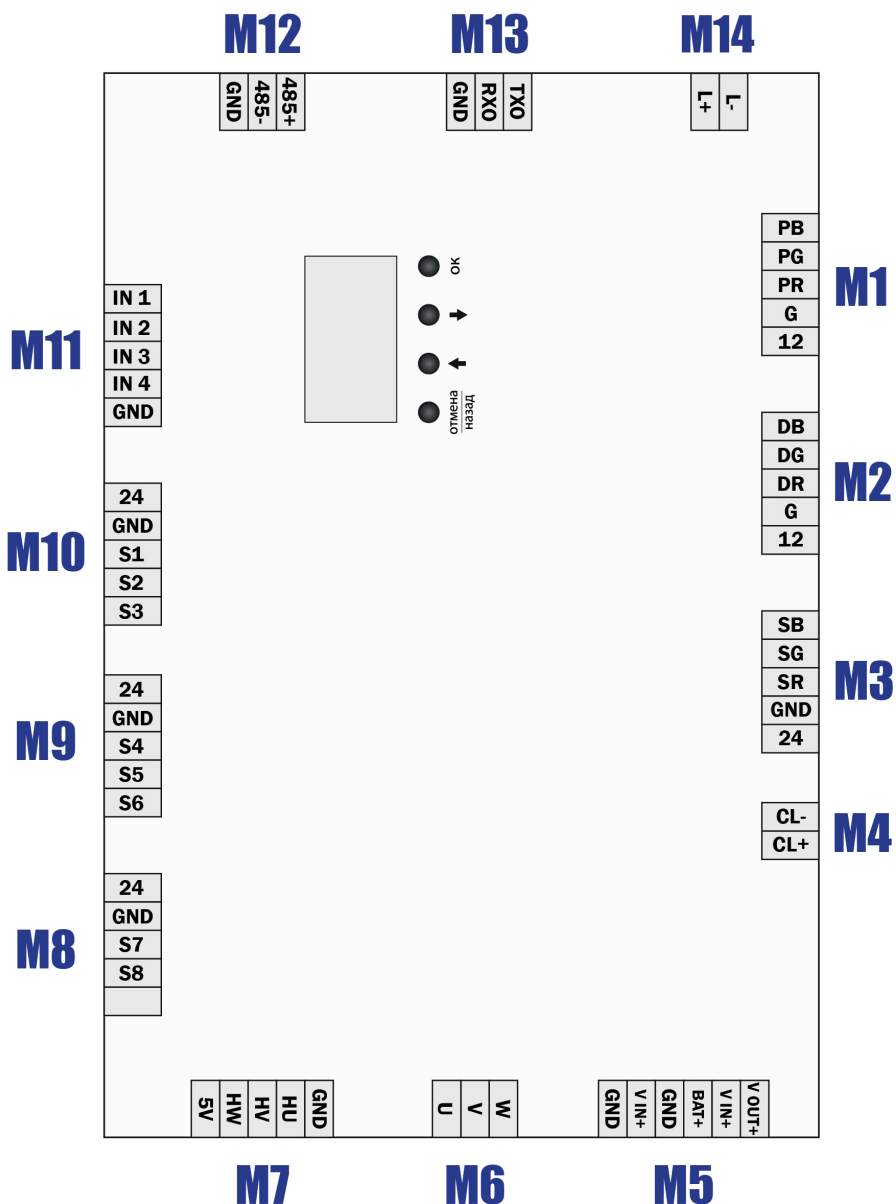 M12
M13
M14
GND
485-
485+
GND
RX0
TX0
L+
L-
PB
PG
PR
G
12
M1
IN 1
IN 2
IN 3
IN 4
GND
M11
ок
отмена
назад
DB
DG
DR
G
12
M2
24
GND
S1
S2
S3
M10
SB
SG
SR
GND
24
M3
24
GND
S4
S5
S6
M9
CL-
CL+
M4
24
GND
S7
S8
M8
5V
HW
HV
HU
GND
U
V
W
GND
V IN+
GND
BAT+
V IN+
V OUT+
M7
M6
M5